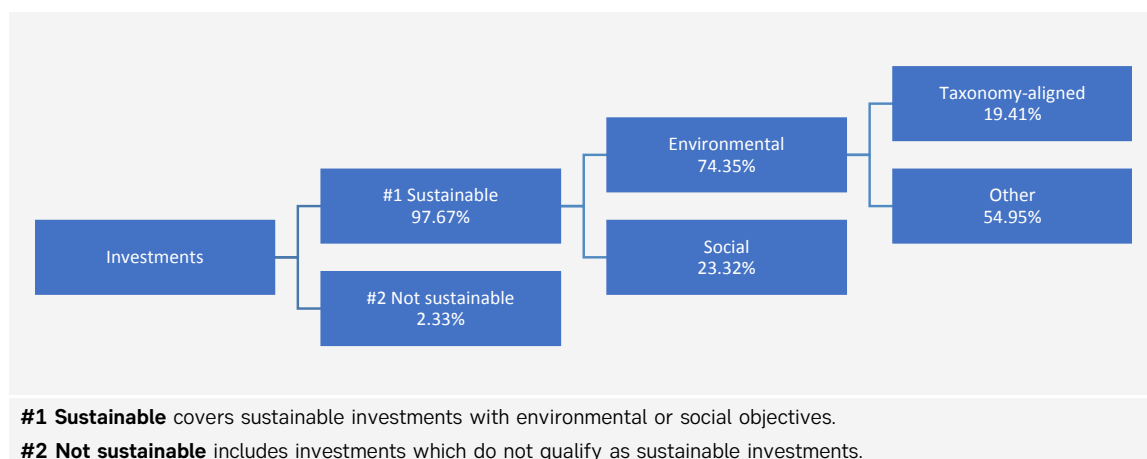 Investments
#1 Sustainable
97.67%
#2 Not sustainable
2.33%
Environmental
74.35%
Social
23.32%
Taxonomy-aligned
19.41%
Other
54.95%
#1 Sustainable covers sustainable investments with environmental or social objectives.
#2 Not sustainable includes investments which do not qualify as sustainable investments.